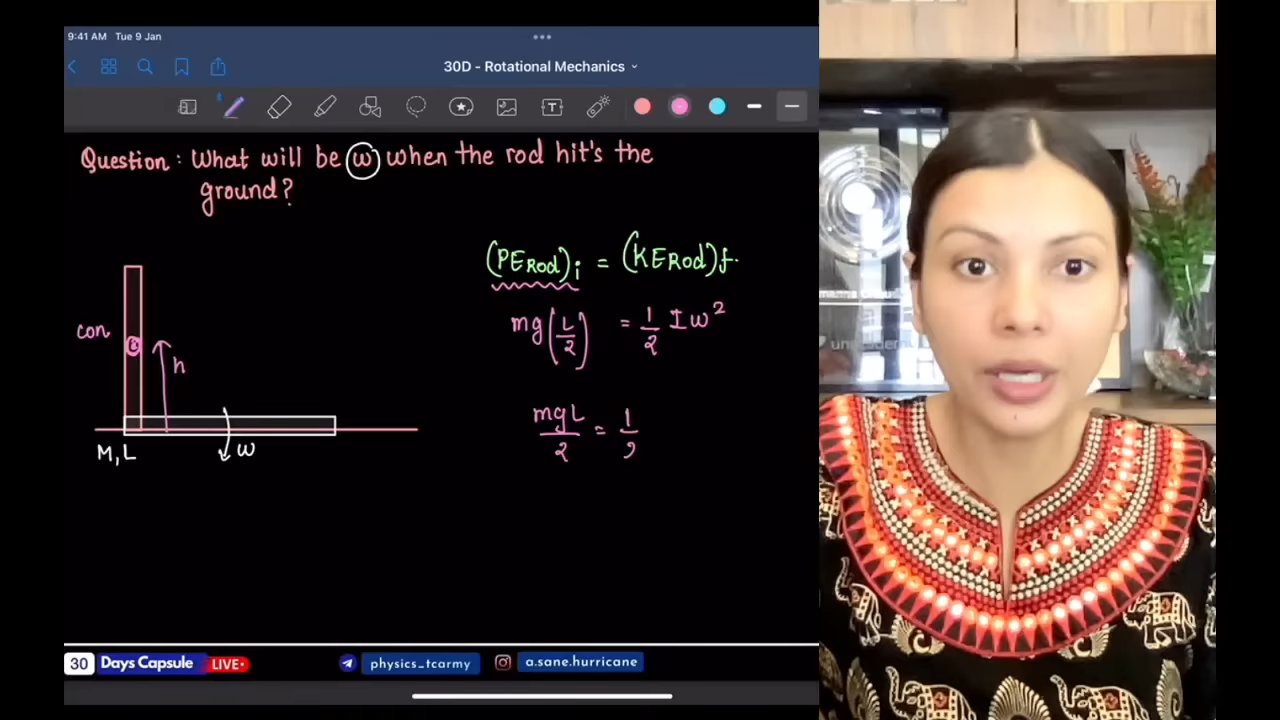 9:41 AM Tue 9 Jan
30D - Rotational Mechanics
Question: What will be ω when the rod hit's the
ground?
(PERod)i = (KERod)f.
mg(L/2) = 1/2 Iω²
com
h
mgL/2 = 1/2
M, L
ω
30 Days Capsule LIVE
physics_tcarmy
a.sane.hurricane